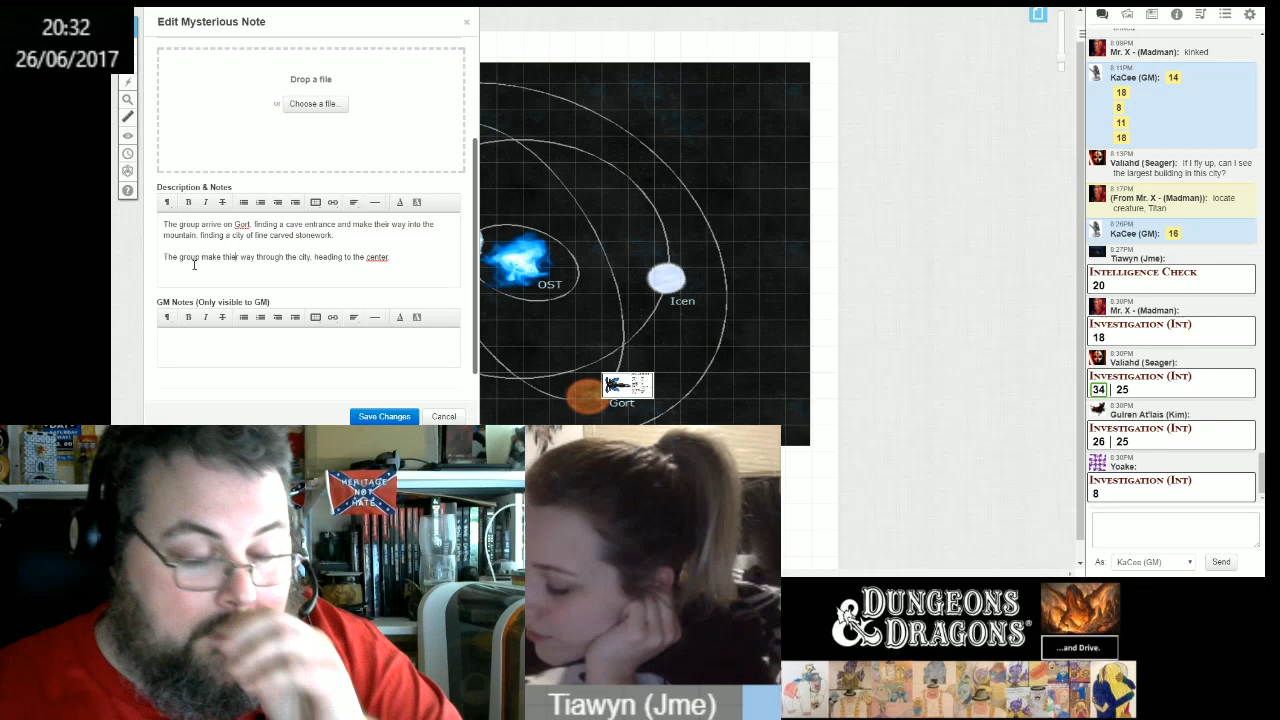 20:32
26/06/2017
Edit Mysterious Note
×
Drop a file
or Choose a file...
Description & Notes
The group arrive on Gort, finding a cave entrance and make their way into the
mountain, finding a city of fine carved stonework.
The group make thier way through the city, heading to the center.
GM Notes (Only visible to GM)
Save Changes Cancel
OST
Icen
Gort
8:09PM
Mr. X - (Madman): kinked
8:11PM
KaCee (GM): 14
18
8
11
18
8:13PM
Valiahd (Seager): If I fly up, can I see
the largest building in this city?
8:17PM
(From Mr. X - (Madman)): locate
creature, Titan
8:26PM
KaCee (GM): 16
8:27PM
Tiawyn (Jme):
Intelligence Check
20
8:30PM
Mr. X - (Madman):
Investigation (Int)
18
8:30PM
Valiahd (Seager):
Investigation (Int)
34 | 25
8:30PM
Gulren At'lais (Kim):
Investigation (Int)
26 | 25
8:30PM
Yoake:
Investigation (Int)
8
As: KaCee (GM) Send
HERITAGE
NOT
HATE
Tiawyn (Jme)
DUNGEONS
& DRAGONS®
...and Drive.